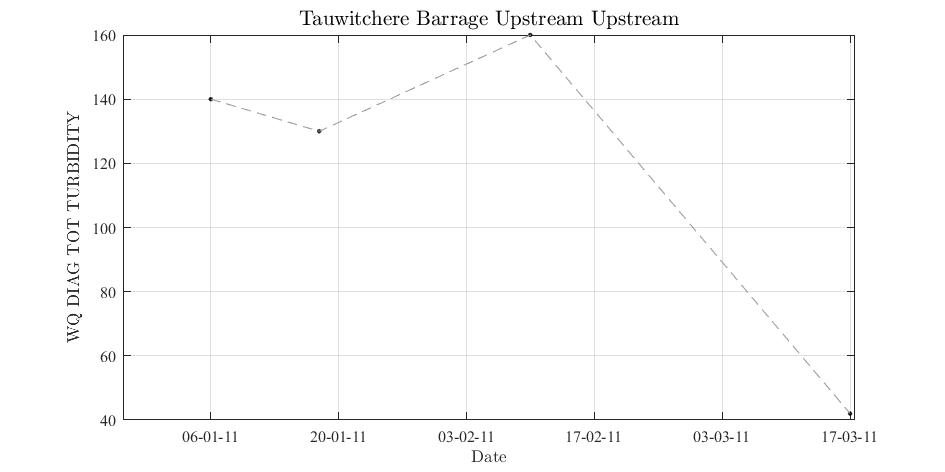 Tauwitchere Barrage Upstream Upstream
160
140
120
100
80
60
40
WQ DIAG TOT TURBIDITY
06-01-11 20-01-11 03-02-11 17-02-11 03-03-11 17-03-11
Date